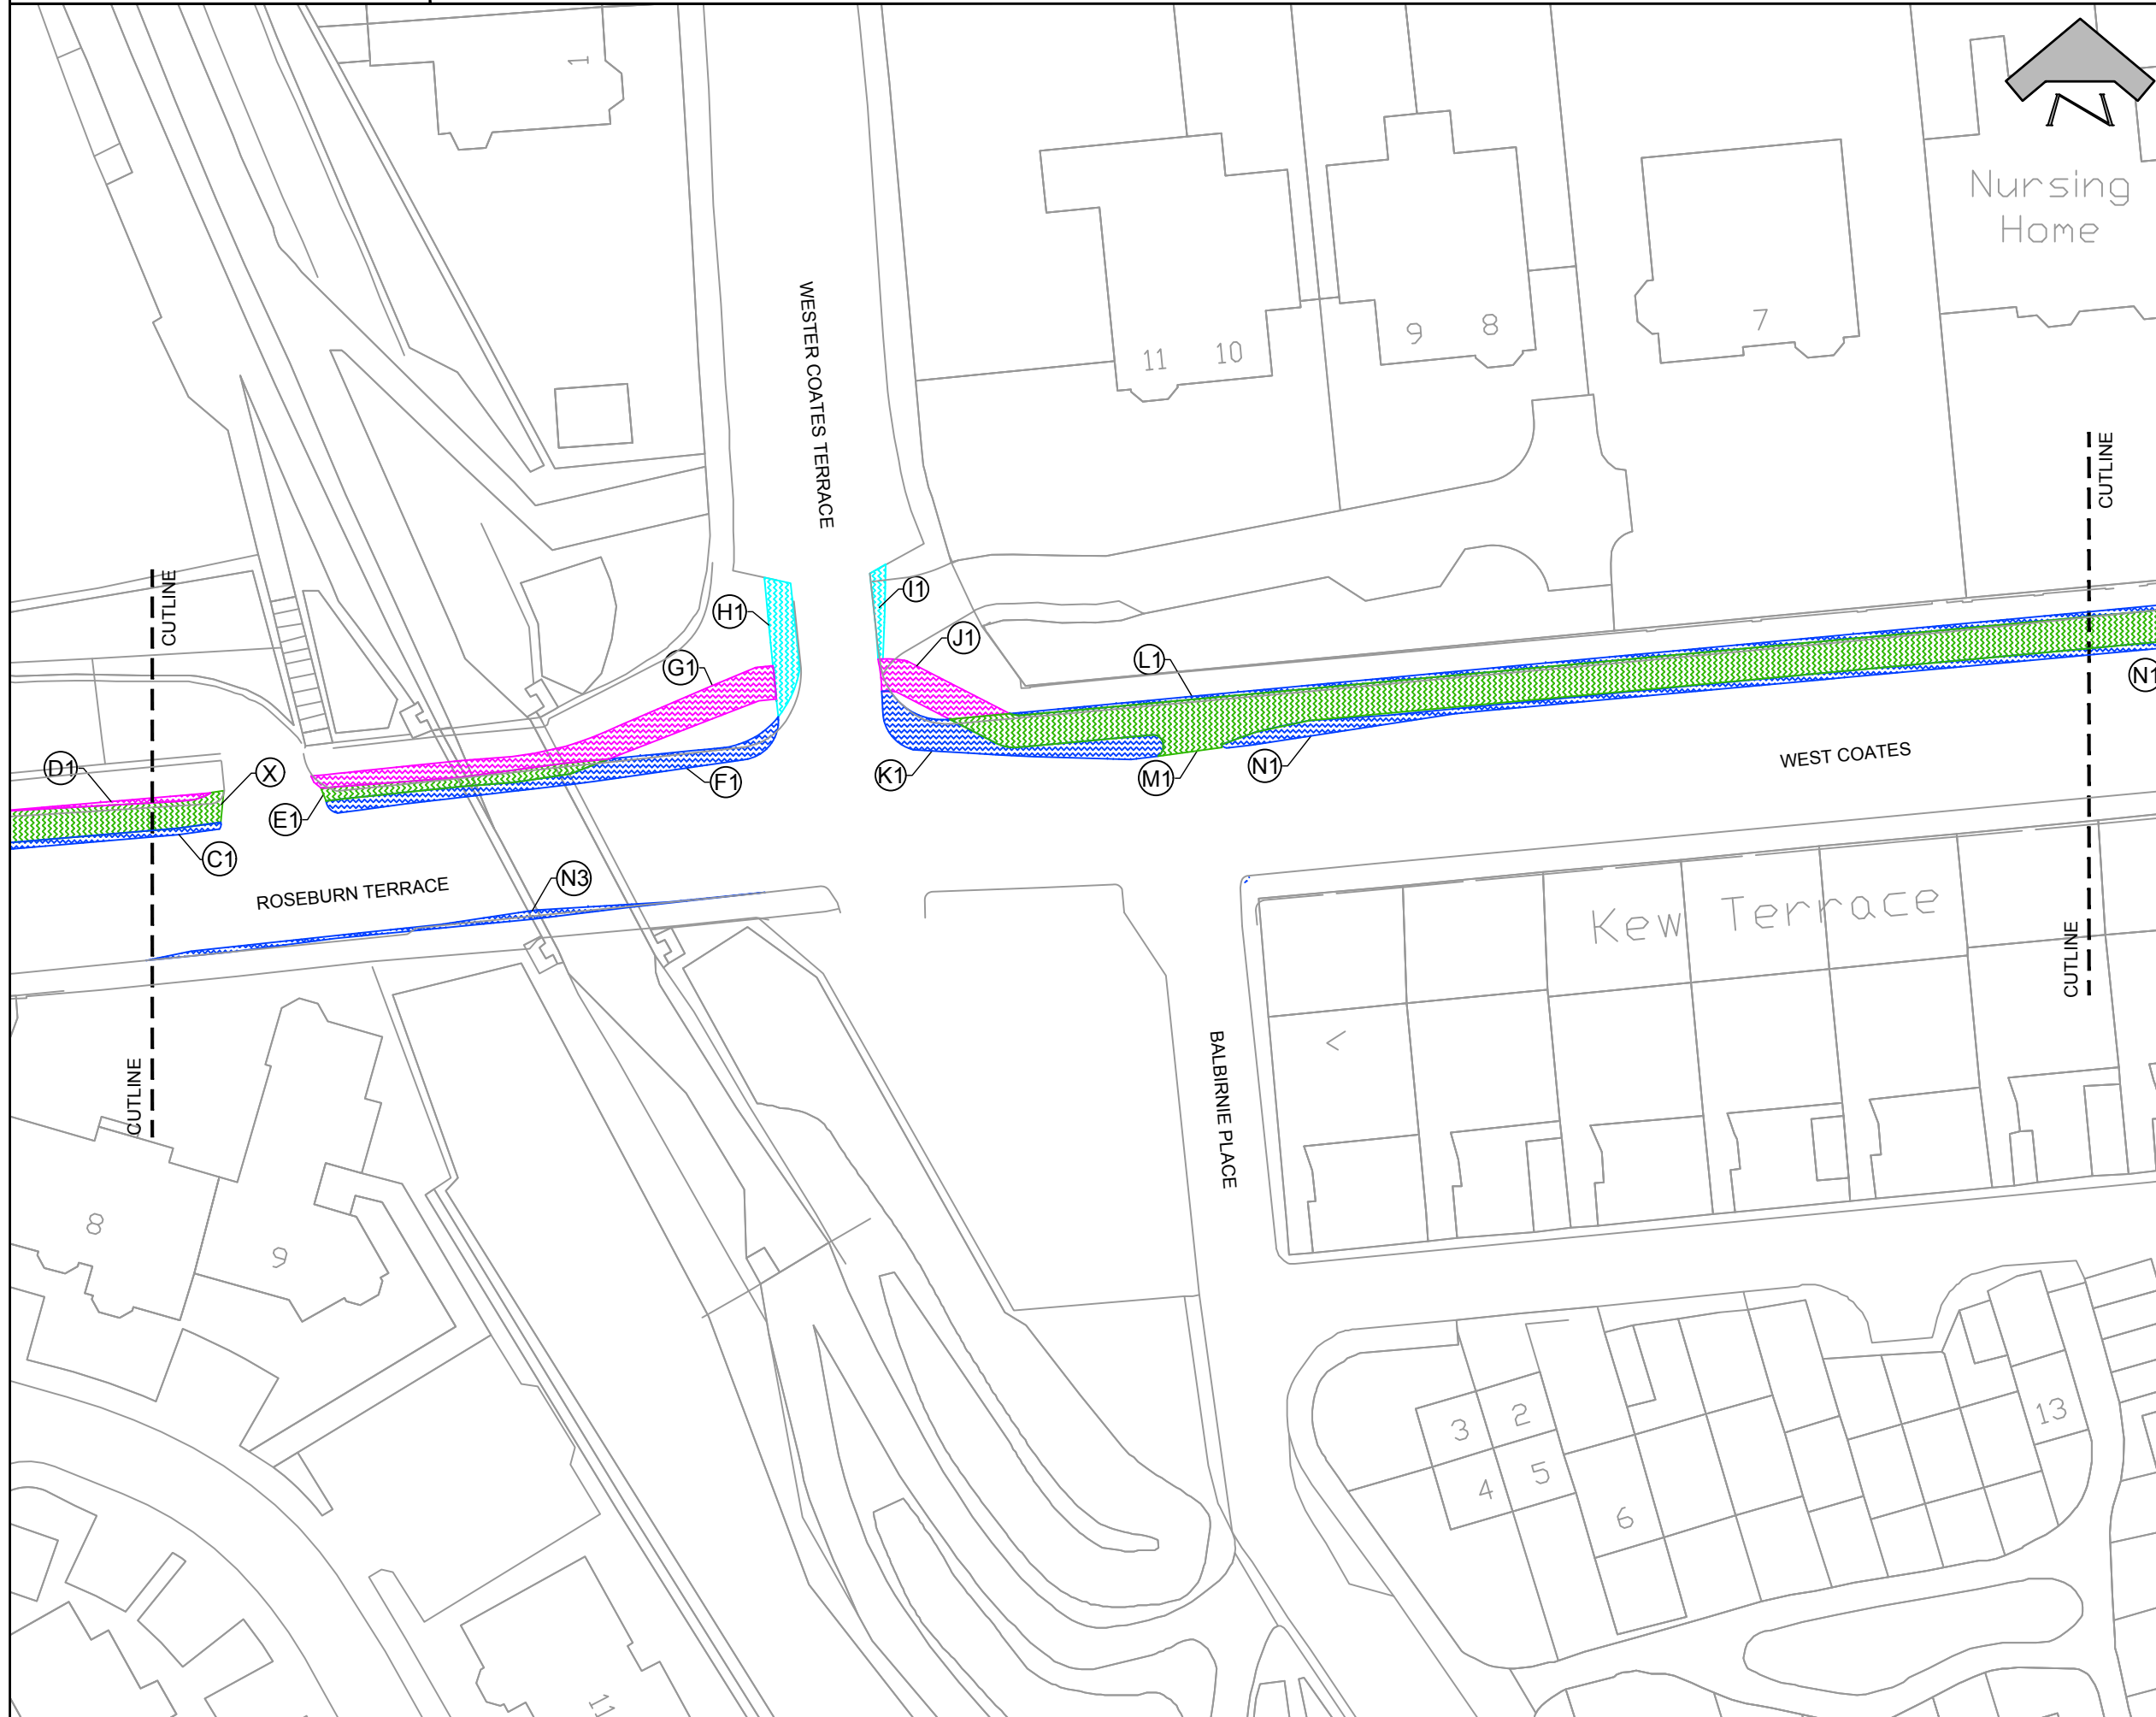 1
Nursing
Home
WESTER COATES TERRACE
11
10
9
8
7
CUTLINE
CUTLINE
H1
I1
G1
J1
L1
N1
D1
X
E1
F1
K1
M1
N1
C1
WEST COATES
ROSEBURN TERRACE
N3
Kew Terrace
CUTLINE
CUTLINE
<
BALBIRNIE PLACE
8
9
3
2
4
5
6
13
11